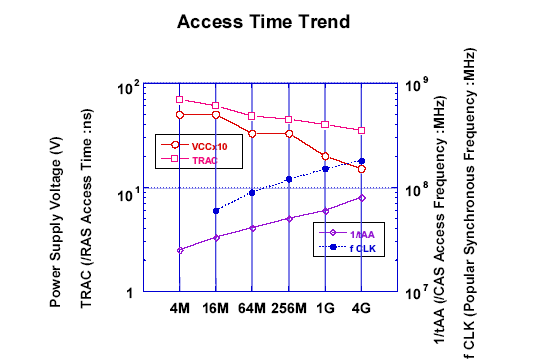 Access Time Trend
Power Supply Voltage (V)
TRAC (/RAS Access Time :ns)
10²
10¹
1
VCCx10
TRAC
1/tAA
f CLK
4M 16M 64M 256M 1G 4G
10⁹
10⁸
10⁷
1/tAA (/CAS Access Frequency :MHz)
f CLK (Popular Synchronous Frequency :MHz)